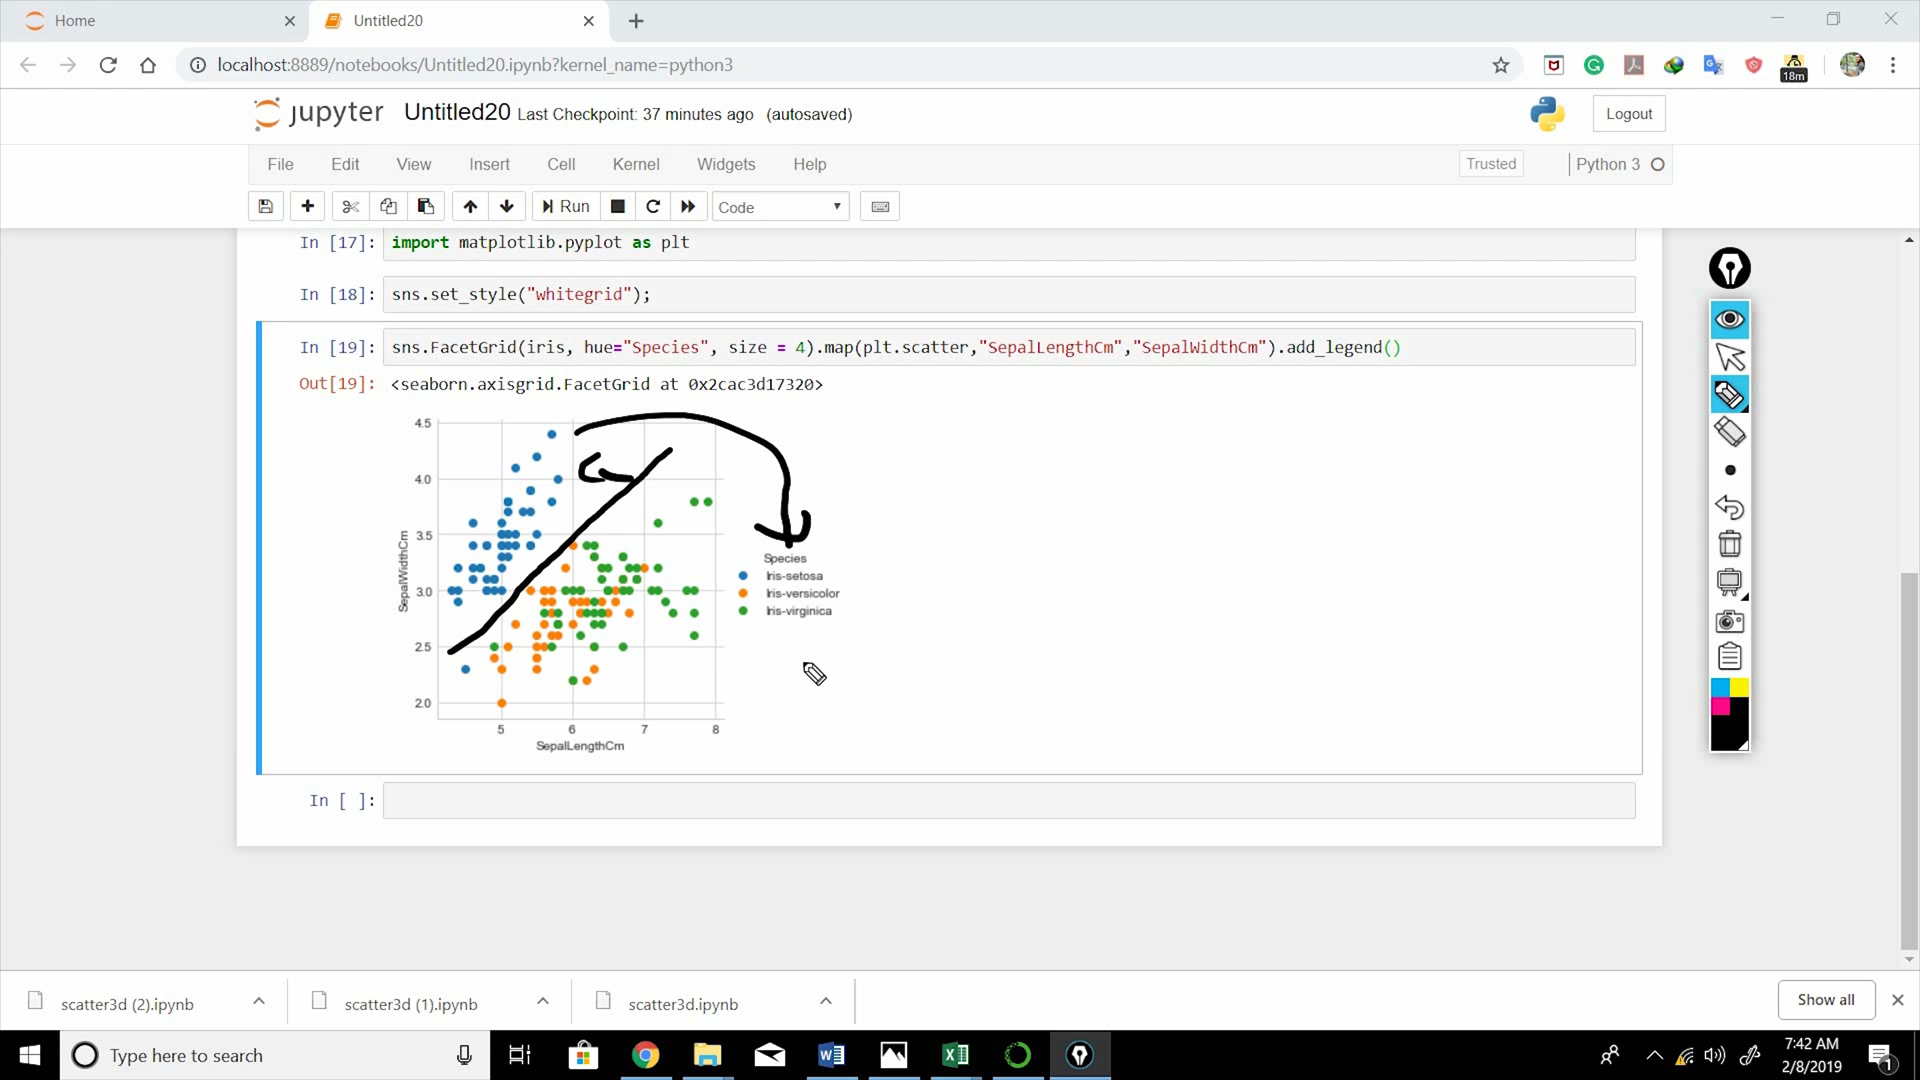 Home
Untitled20
localhost:8889/notebooks/Untitled20.ipynb?kernel_name=python3
18m
jupyter Untitled20 Last Checkpoint: 37 minutes ago (autosaved)
Logout
File Edit View Insert Cell Kernel Widgets Help
Trusted
Python 3
Run
Code
In [17]: import matplotlib.pyplot as plt
In [18]: sns.set_style("whitegrid");
In [19]: sns.FacetGrid(iris, hue="Species", size = 4).map(plt.scatter,"SepalLengthCm","SepalWidthCm").add_legend()
Out[19]: <seaborn.axisgrid.FacetGrid at 0x2cac3d17320>
4.5
4.0
3.5
3.0
2.5
2.0
SepalWidthCm
5 6 7 8
SepalLengthCm
Species
Iris-setosa
Iris-versicolor
Iris-virginica
In [ ]:
scatter3d (2).ipynb
scatter3d (1).ipynb
scatter3d.ipynb
Show all
Type here to search
7:42 AM
2/8/2019
1